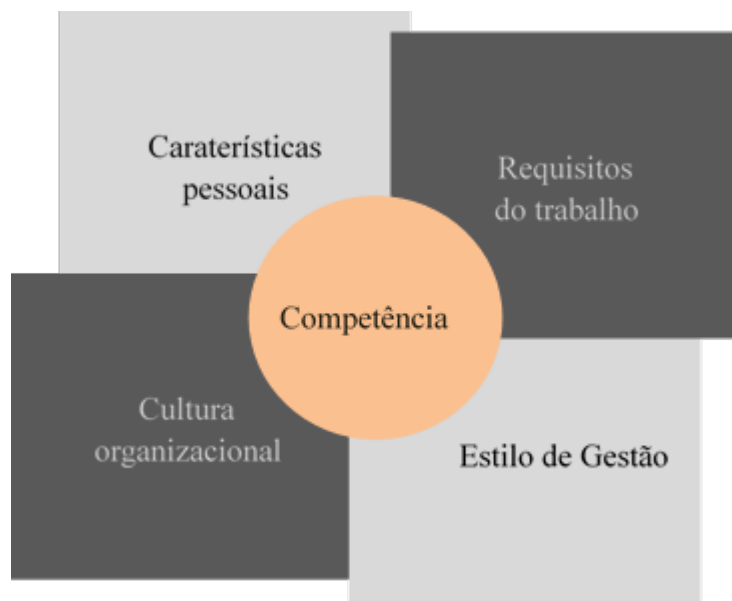 Caraterísticas
pessoais
Requisitos
do trabalho
Competência
Cultura
organizacional
Estilo de Gestão